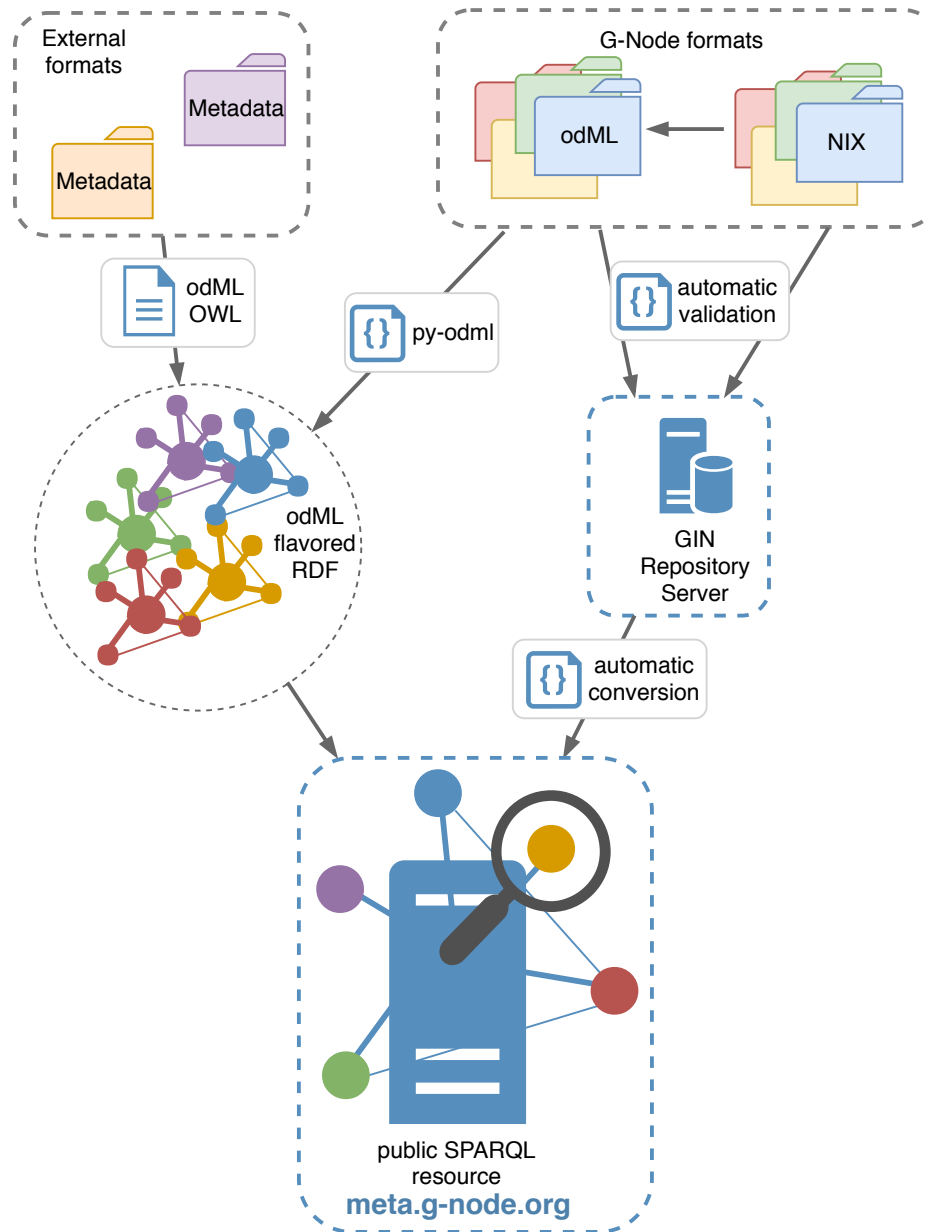 External
formats
Metadata
Metadata
G-Node formats
odML
NIX
odML
OWL
{}
py-odml
{}
automatic
validation
odML
flavored
RDF
GIN
Repository
Server
{}
automatic
conversion
public SPARQL
resource
meta.g-node.org